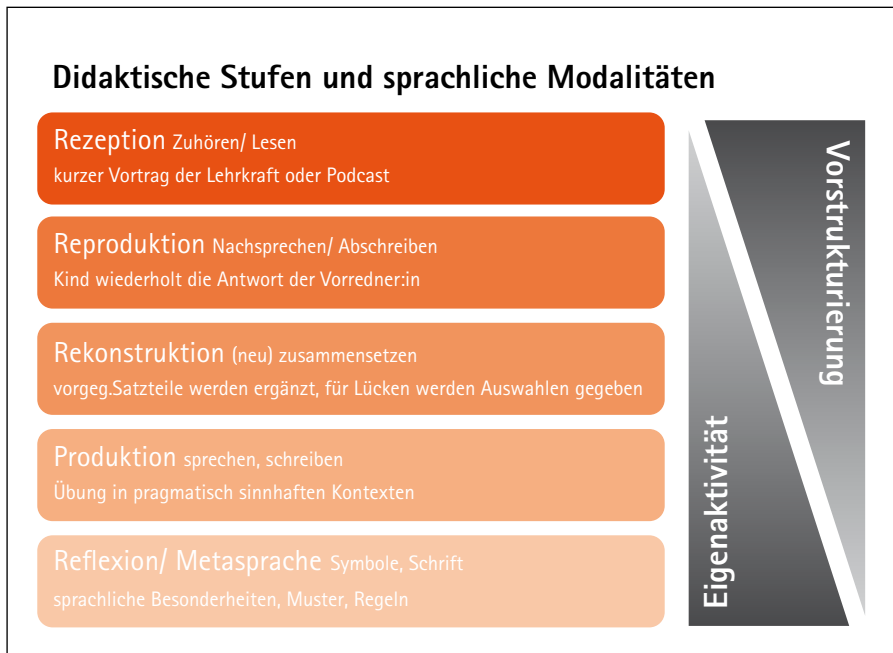 Didaktische Stufen und sprachliche Modalitäten
Rezeption Zuhören/ Lesen
kurzer Vortrag der Lehrkraft oder Podcast
Reproduktion Nachsprechen/ Abschreiben
Kind wiederholt die Antwort der Vorredner:in
Rekonstruktion (neu) zusammensetzen
vorgeg.Satzteile werden ergänzt, für Lücken werden Auswahlen gegeben
Produktion sprechen, schreiben
Übung in pragmatisch sinnhaften Kontexten
Reflexion/ Metasprache Symbole, Schrift
sprachliche Besonderheiten, Muster, Regeln
Eigenaktivität
Vorstrukturierung